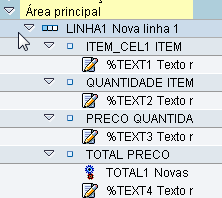 Área principal
LINHA1 Nova linha 1
ITEM_CEL1 ITEM
%TEXT1 Texto r
QUANTIDADE ITEM
%TEXT2 Texto r
PRECO QUANTIDA
%TEXT3 Texto r
TOTAL PRECO
TOTAL1 Novas
%TEXT4 Texto r